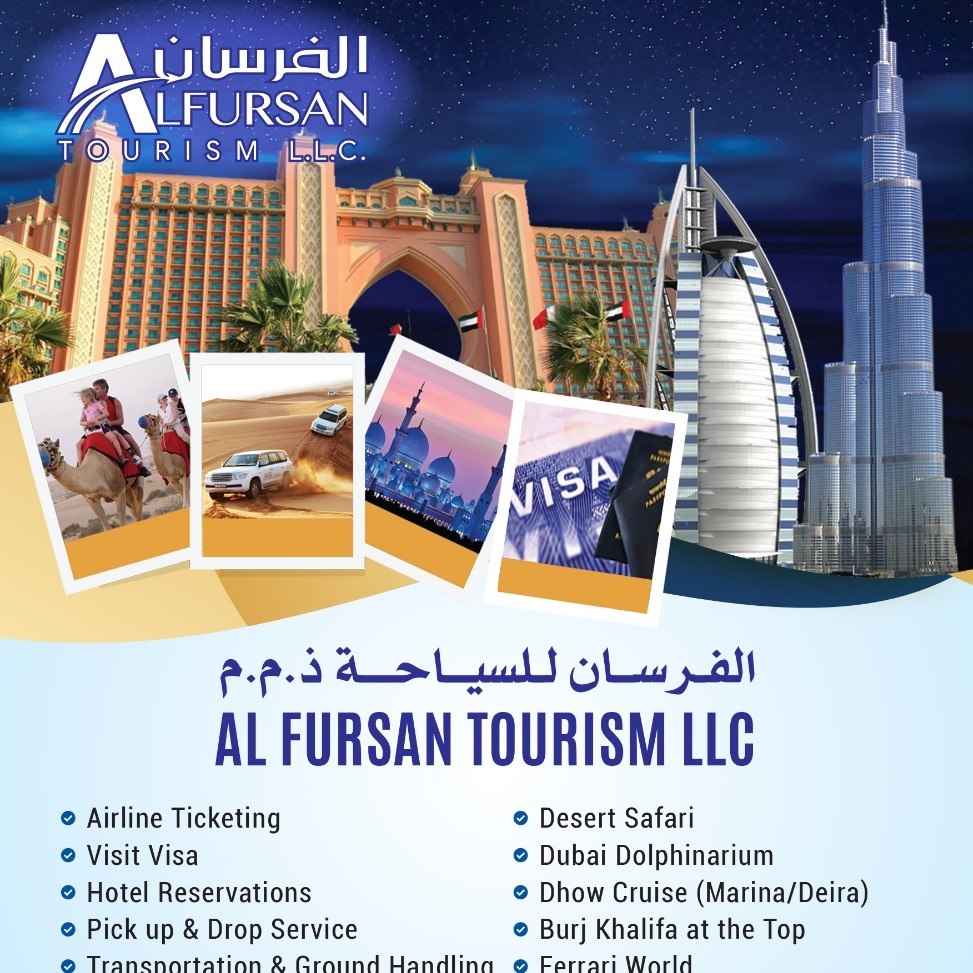 الفرسان
ALFURSAN
TOURISM L.L.C.
VISA
الفرسان للسياحة ذ.م.م
AL FURSAN TOURISM LLC
Airline Ticketing
Visit Visa
Hotel Reservations
Pick up & Drop Service
Transportation & Ground Handling
Desert Safari
Dubai Dolphinarium
Dhow Cruise (Marina/Deira)
Burj Khalifa at the Top
Ferrari World